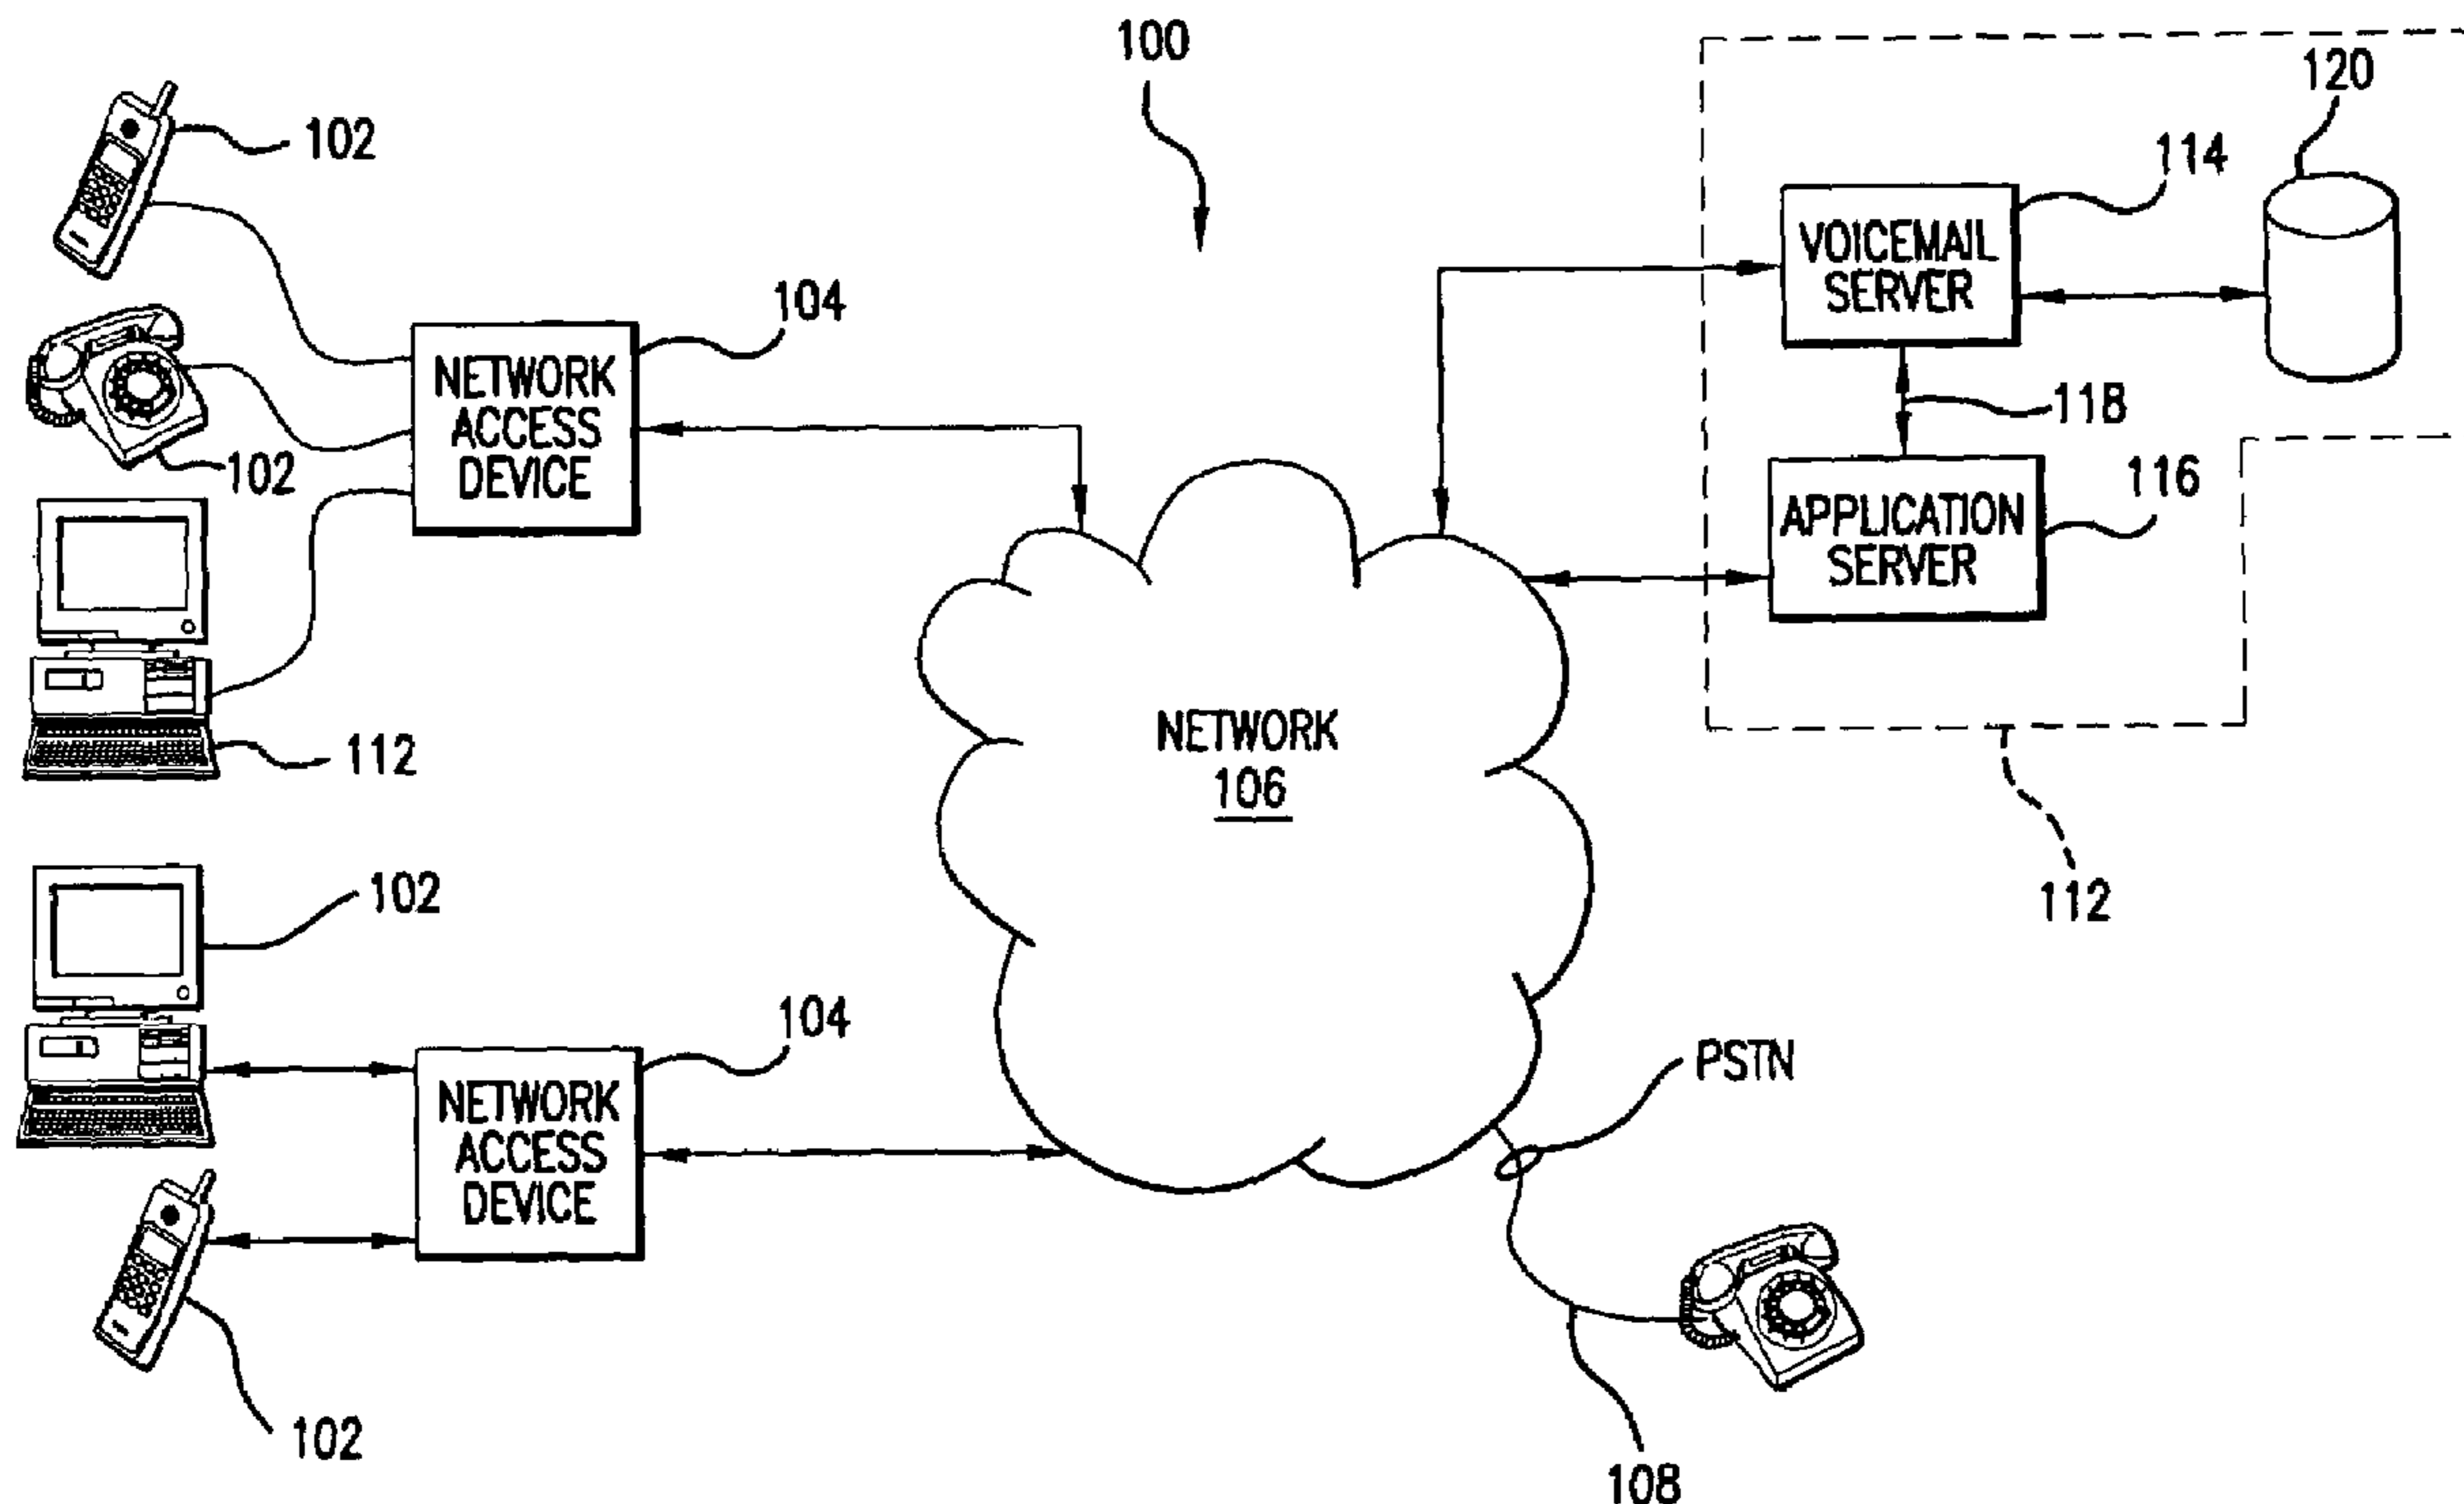 100
120
102
114
VOICEMAIL
SERVER
104
NETWORK
ACCESS
DEVICE
118
102
116
APPLICATION
SERVER
NETWORK
106
112
102
112
104
PSTN
NETWORK
ACCESS
DEVICE
102
108